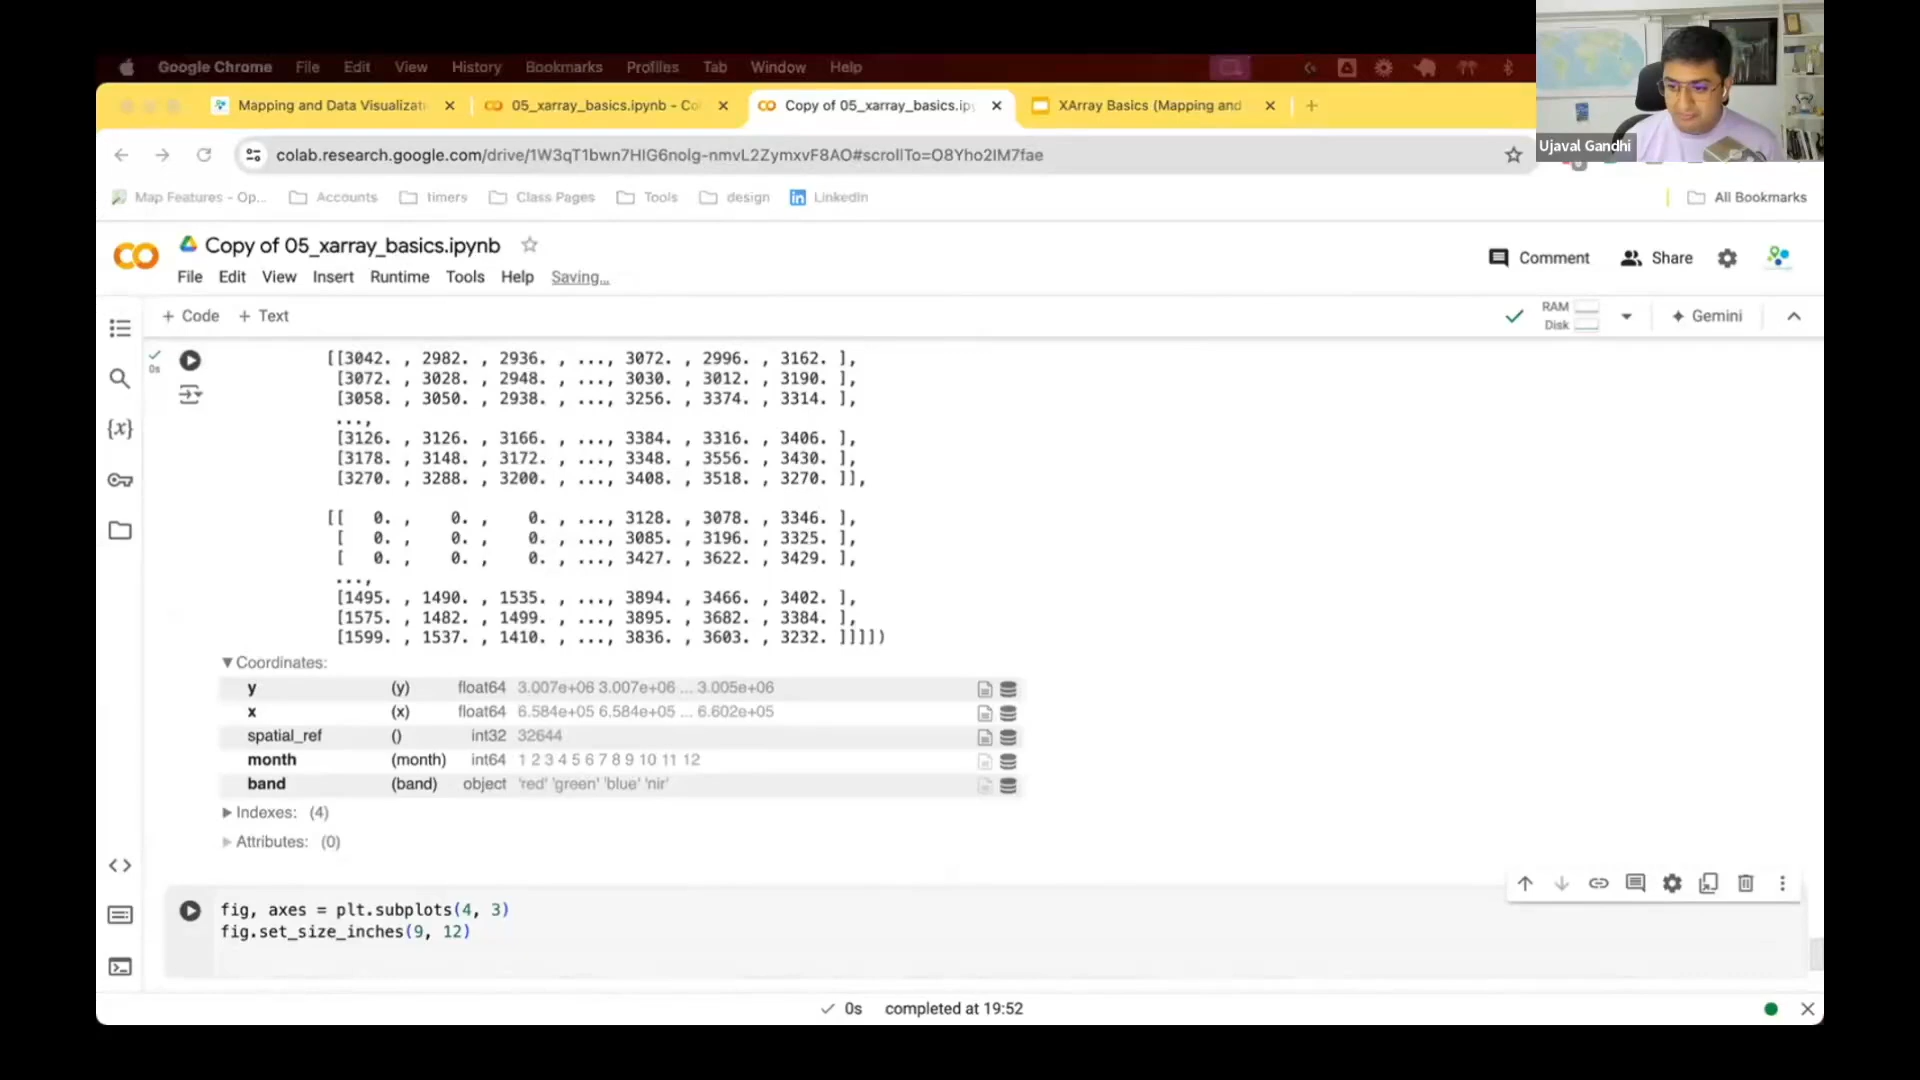 Google Chrome File Edit View History Bookmarks Profiles Tab Window Help
Mapping and Data Visualizati 05_xarray_basics.ipynb - Co Copy of 05_xarray_basics.ipy XArray Basics (Mapping and
Ujaval Gandhi
colab.research.google.com/drive/1W3qT1bwn7HIG6nolg-nmvL2ZymxvF8AO#scrollTo=O8Yho2IM7fae
Map Features - Op... Accounts timers Class Pages Tools design LinkedIn All Bookmarks
Copy of 05_xarray_basics.ipynb
File Edit View Insert Runtime Tools Help Saving...
Comment Share
+ Code + Text
RAM
Disk
Gemini
0s
[[3042. , 2982. , 2936. , ..., 3072. , 2996. , 3162. ],
[3072. , 3028. , 2948. , ..., 3030. , 3012. , 3190. ],
[3058. , 3050. , 2938. , ..., 3256. , 3374. , 3314. ],
...,
[3126. , 3126. , 3166. , ..., 3384. , 3316. , 3406. ],
[3178. , 3148. , 3172. , ..., 3348. , 3556. , 3430. ],
[3270. , 3288. , 3200. , ..., 3408. , 3518. , 3270. ]],
[[ 0. , 0. , 0. , ..., 3128. , 3078. , 3346. ],
[ 0. , 0. , 0. , ..., 3085. , 3196. , 3325. ],
[ 0. , 0. , 0. , ..., 3427. , 3622. , 3429. ],
...,
[1495. , 1490. , 1535. , ..., 3894. , 3466. , 3402. ],
[1575. , 1482. , 1499. , ..., 3895. , 3682. , 3384. ],
[1599. , 1537. , 1410. , ..., 3836. , 3603. , 3232. ]]]])
▼Coordinates:
y (y) float64 3.007e+06 3.007e+06 ... 3.005e+06
x (x) float64 6.584e+05 6.584e+05 ... 6.602e+05
spatial_ref () int32 32644
month (month) int64 1 2 3 4 5 6 7 8 9 10 11 12
band (band) object 'red' 'green' 'blue' 'nir'
►Indexes: (4)
►Attributes: (0)
fig, axes = plt.subplots(4, 3)
fig.set_size_inches(9, 12)
0s completed at 19:52